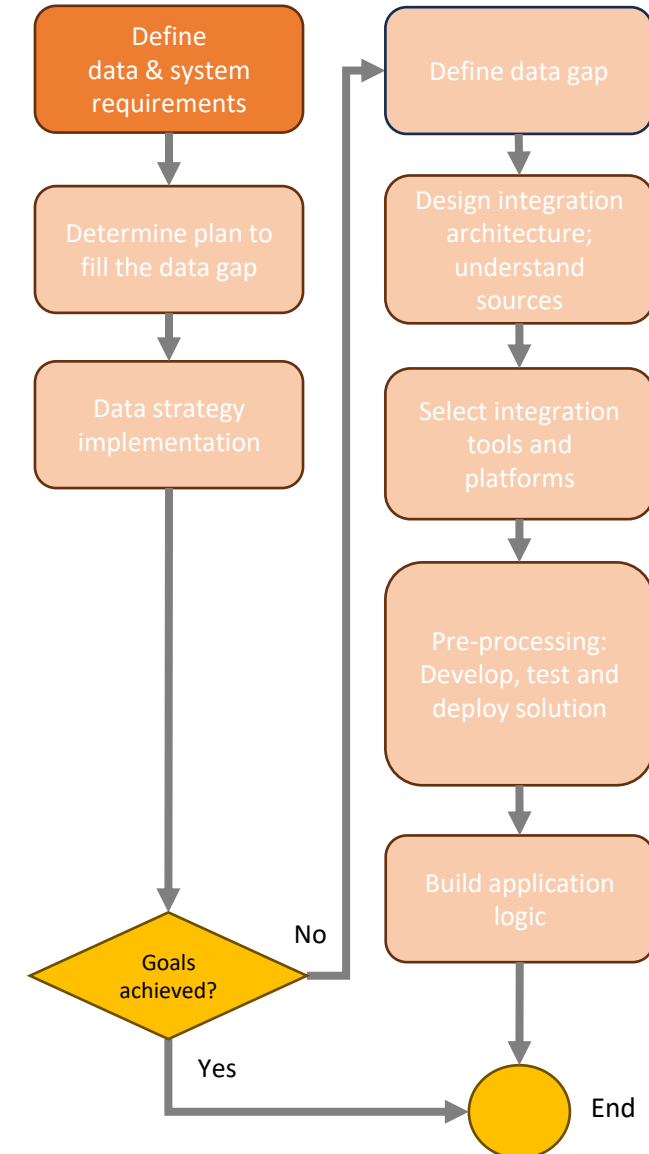 Define
data & system
requirements
Determine plan to
fill the data gap
Data strategy
implementation
Goals
achieved?
No
Yes
Define data gap
Design integration
architecture;
understand
sources
Select integration
tools and
platforms
Pre-processing:
Develop, test and
deploy solution
Build application
logic
End